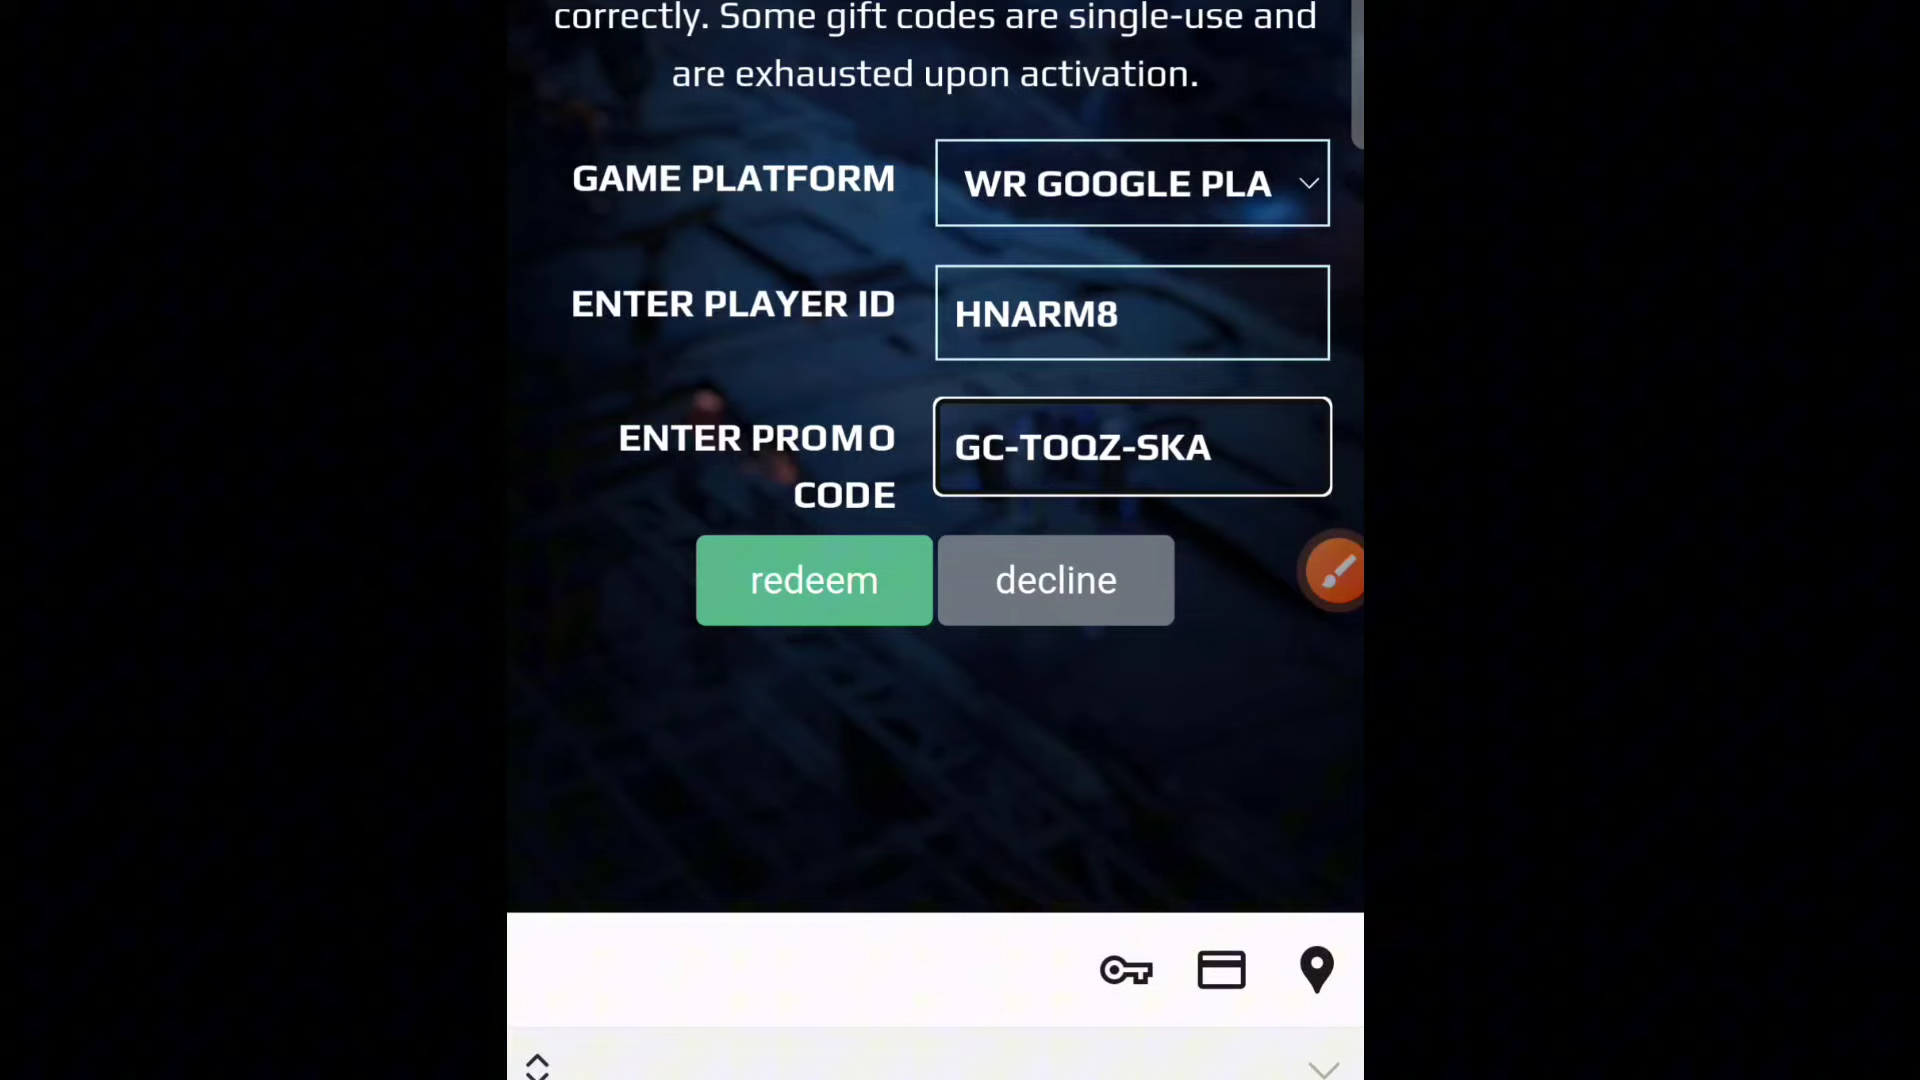 correctly. Some gift codes are single-use and
are exhausted upon activation.
GAME PLATFORM
WR GOOGLE PLA
ENTER PLAYER ID
HNARM8
ENTER PROMO
CODE
GC-TOQZ-SKA
redeem
decline